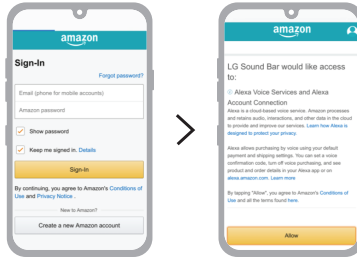 amazon
Sign-In
Forgot password?
Email (phone for mobile accounts)
Amazon password
Show password
Keep me signed in. Details
Sign-In
By continuing, you agree to Amazon's Conditions of
Use and Privacy Notice .
New to Amazon?
Create a new Amazon account
amazon
LG Sound Bar would like access
to:
Alexa Voice Services and Alexa
Account Connection
Alexa is a cloud-based voice service. Amazon processes
and retains audio, interactions, and other data in the cloud
to provide and improve our services. Learn how Alexa is
designed to protect your privacy.
Alexa allows purchasing by voice using your default
payment and shipping settings. You can set a voice
confirmation code, turn off voice purchasing, and see
product and order details in your Alexa app or on
alexa.amazon.com. Learn more
By tapping "Allow", you agree to Amazon's Conditions of
Use and all the terms found here.
Allow